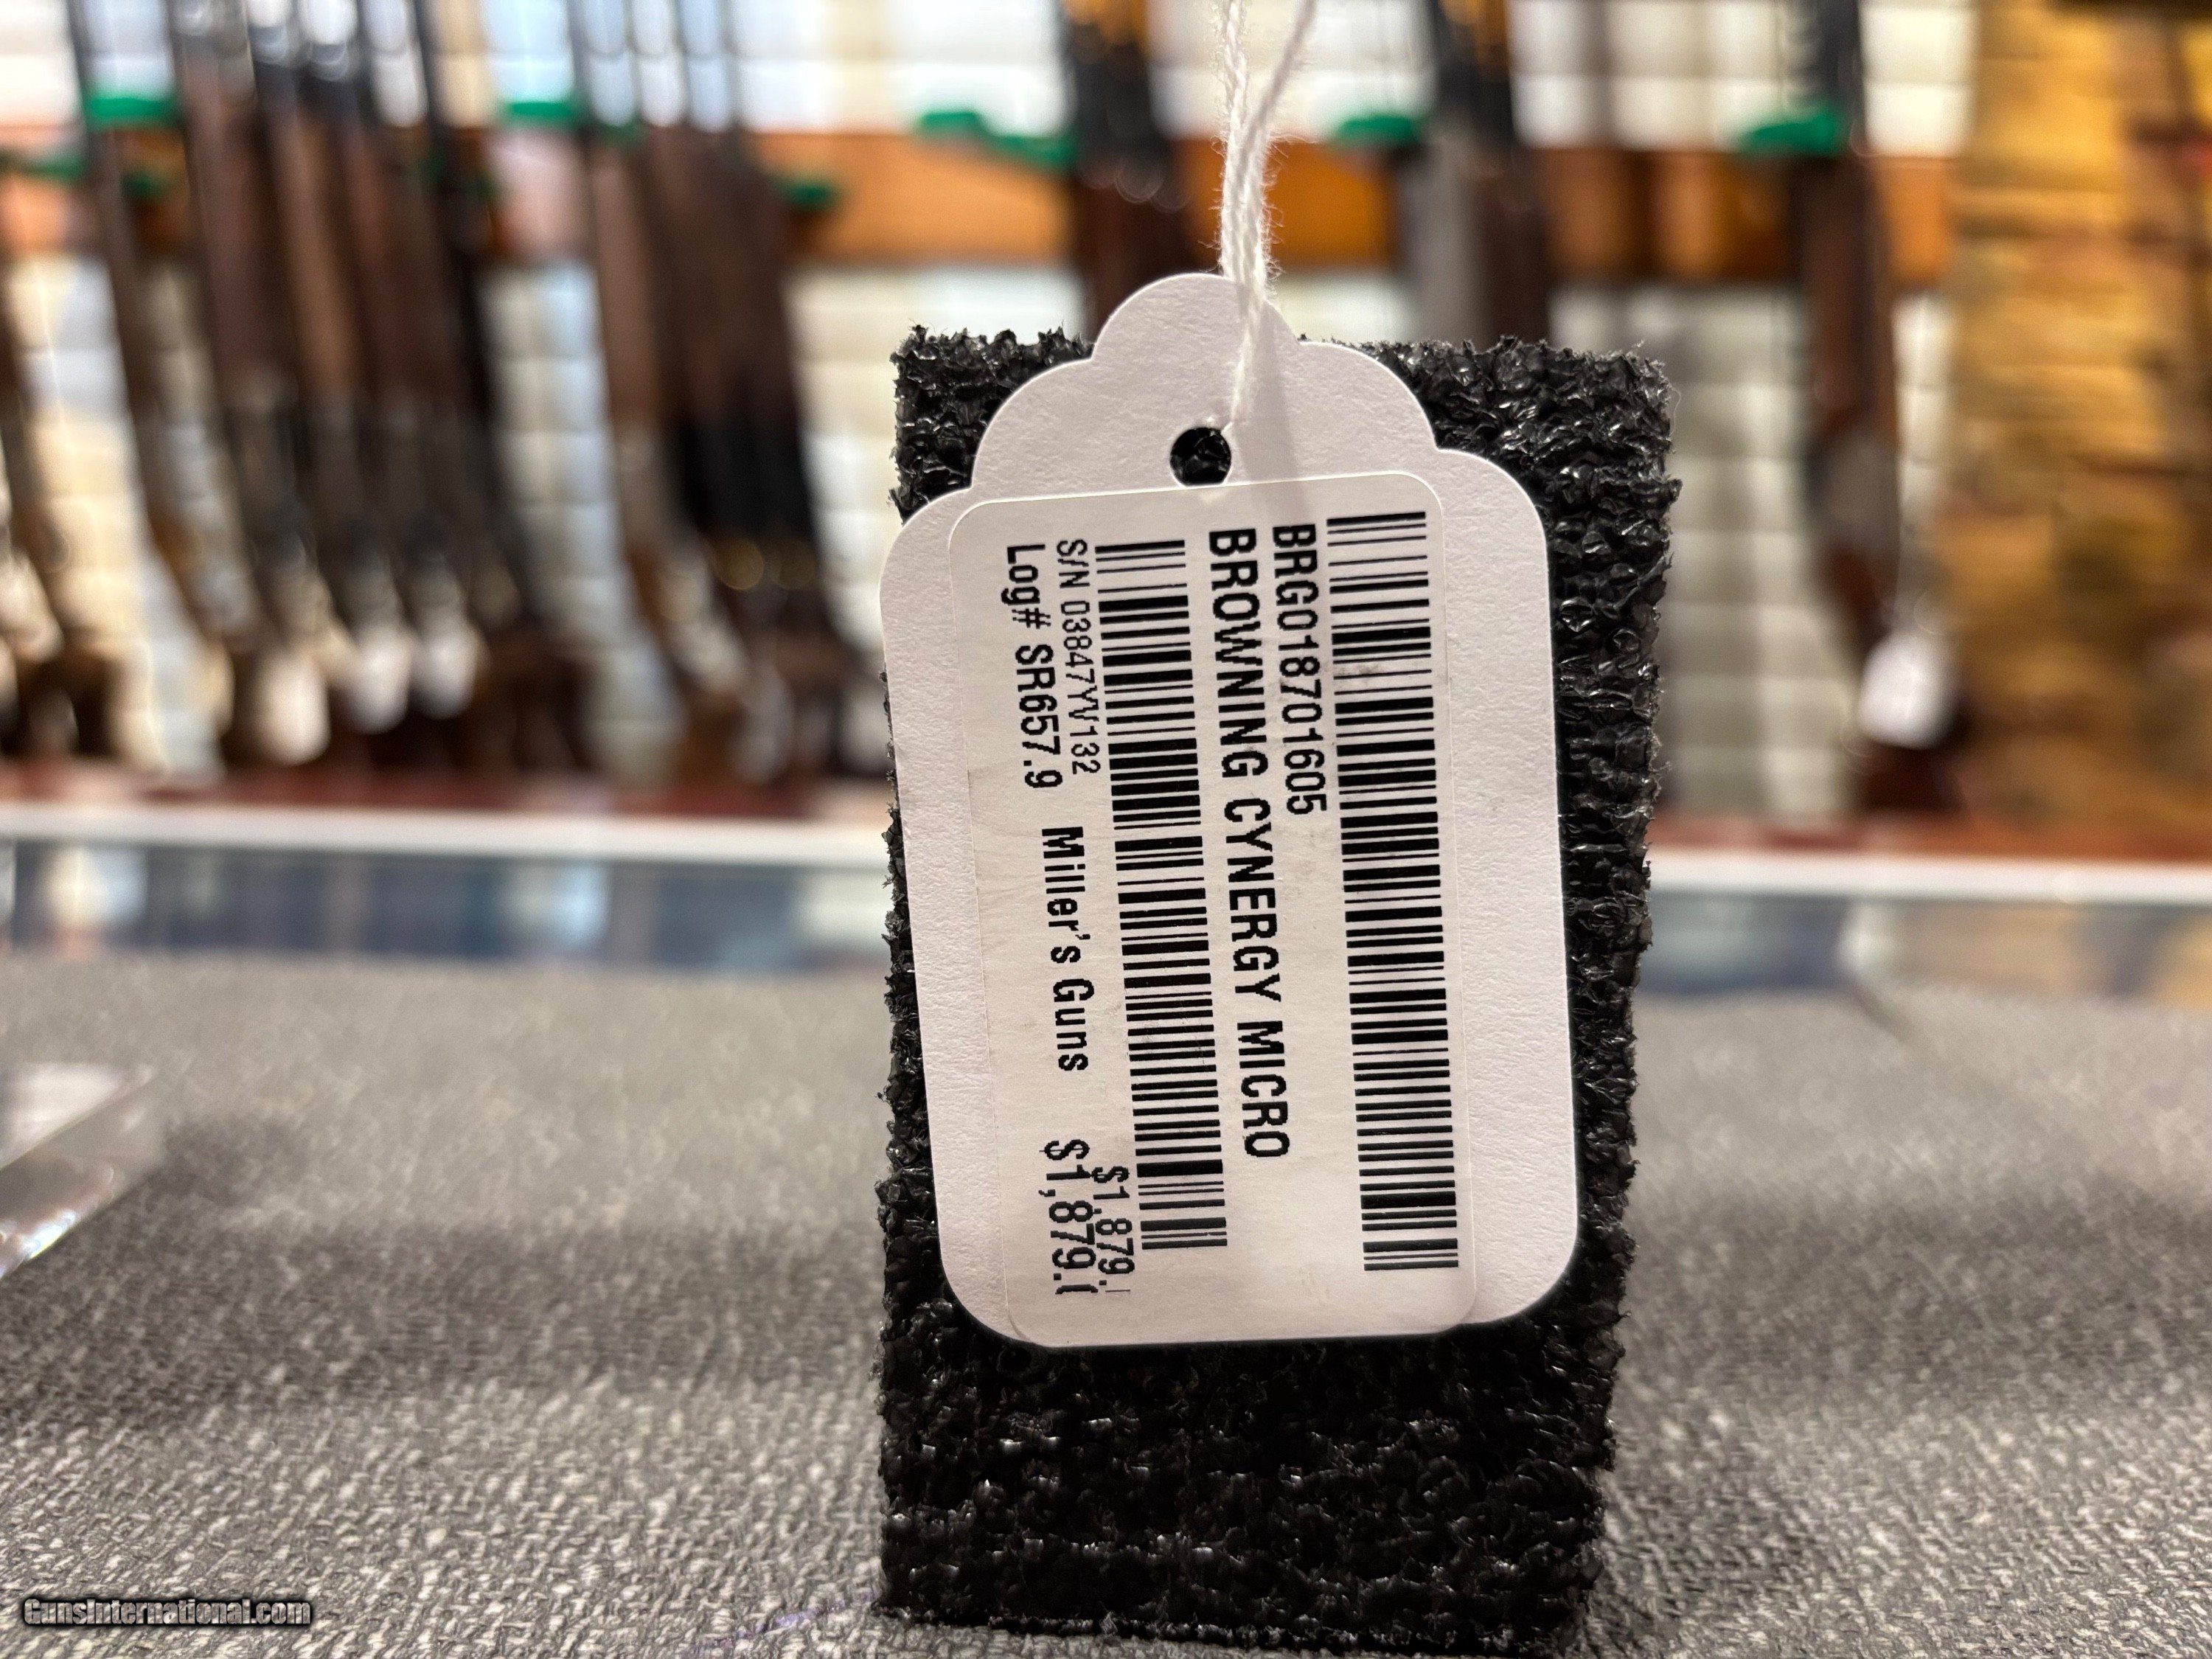 BRG018701605
BROWNING CYNERGY MICRO
$1,879.
S/N 03847YV132
Log# SR657.9 Miller's Guns $1,879.(
GunsInternational.com